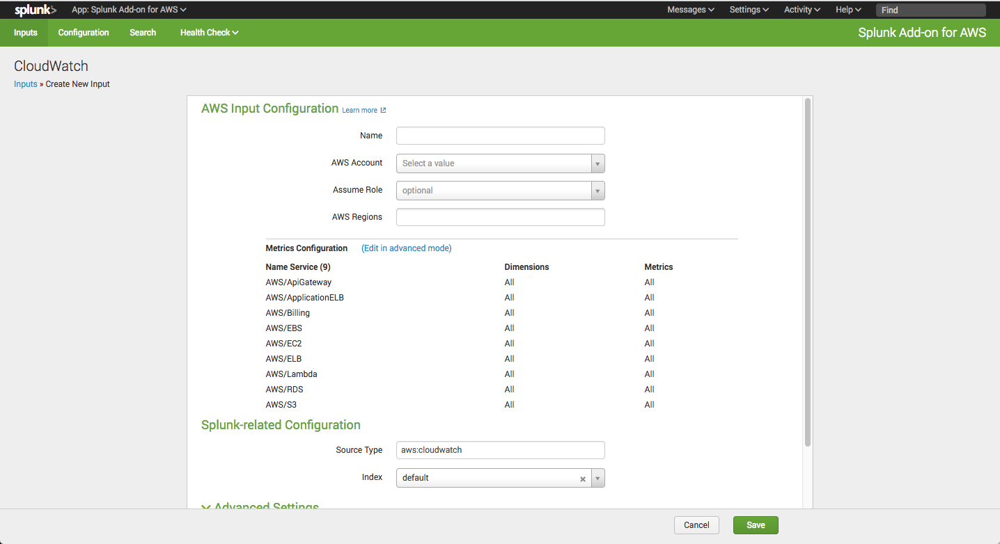 splunk> App: Splunk Add-on for AWS Messages Settings Activity Help Find
Inputs Configuration Search Health Check Splunk Add-on for AWS
CloudWatch
Inputs » Create New Input
AWS Input Configuration Learn more
Name
AWS Account Select a value
Assume Role optional
AWS Regions
Metrics Configuration (Edit in advanced mode)
Name Service (9) Dimensions Metrics
AWS/ApiGateway All All
AWS/ApplicationELB All All
AWS/Billing All All
AWS/EBS All All
AWS/EC2 All All
AWS/ELB All All
AWS/Lambda All All
AWS/RDS All All
AWS/S3 All All
Splunk-related Configuration
Source Type aws:cloudwatch
Index default
Advanced Settings
Cancel Save